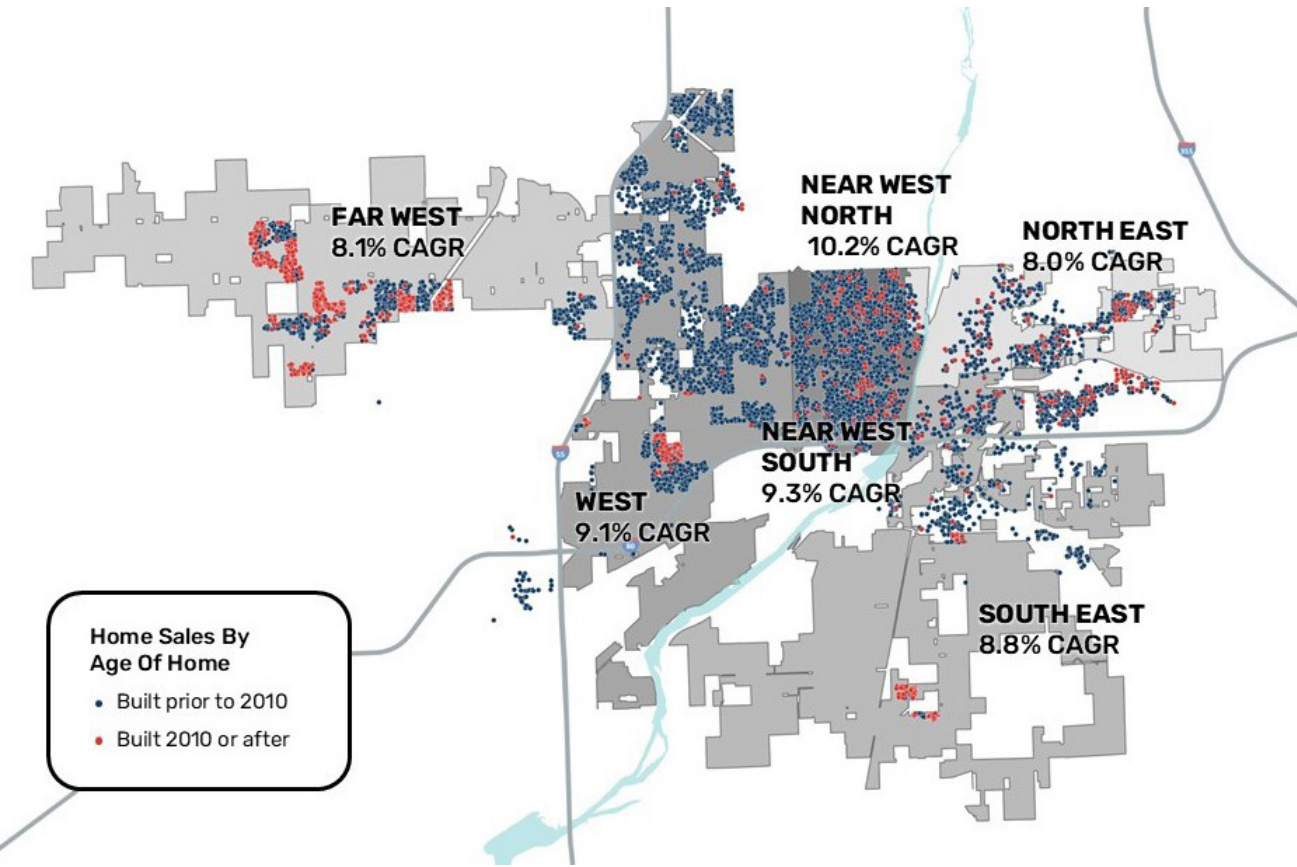 FAR WEST
8.1% CAGR
NEAR WEST
NORTH
10.2% CAGR
NORTH EAST
8.0% CAGR
NEAR WEST
SOUTH
9.3% CAGR
WEST
9.1% CAGR
SOUTH EAST
8.8% CAGR
55
80
Home Sales By
Age Of Home
Built prior to 2010
Built 2010 or after